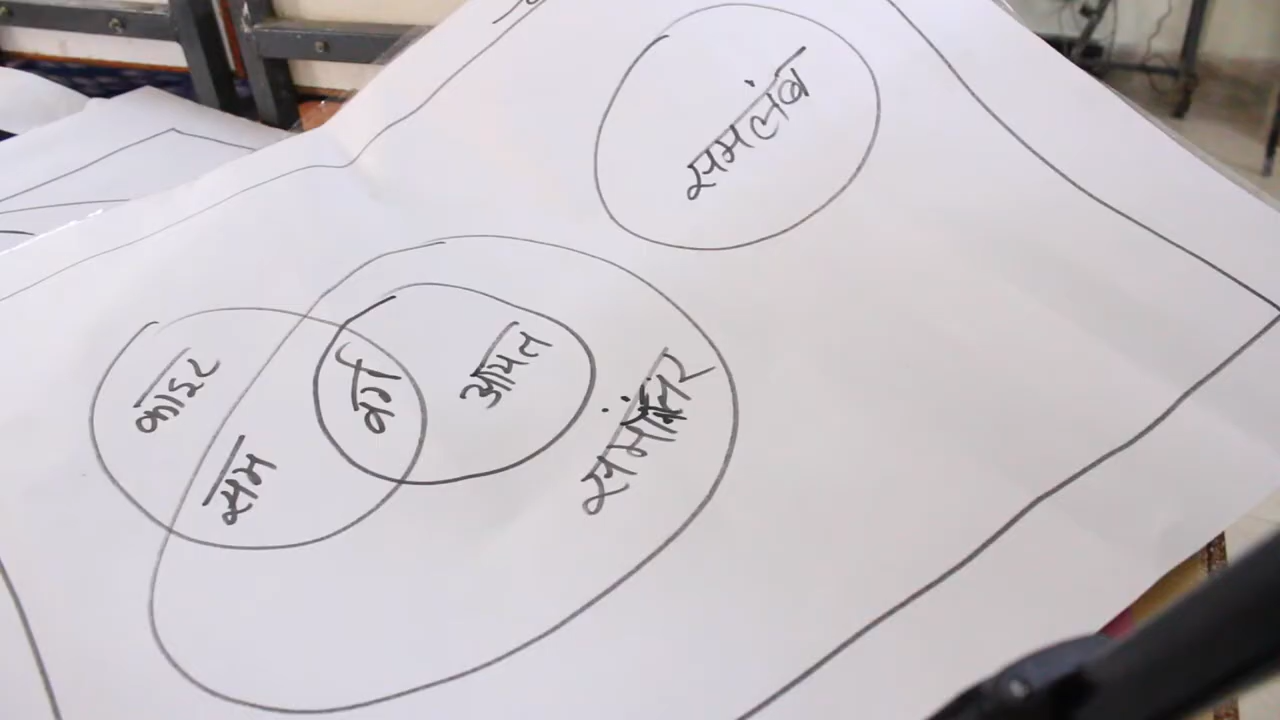 समलंब
काइट
वर्ग
आयत
सम
समांतर